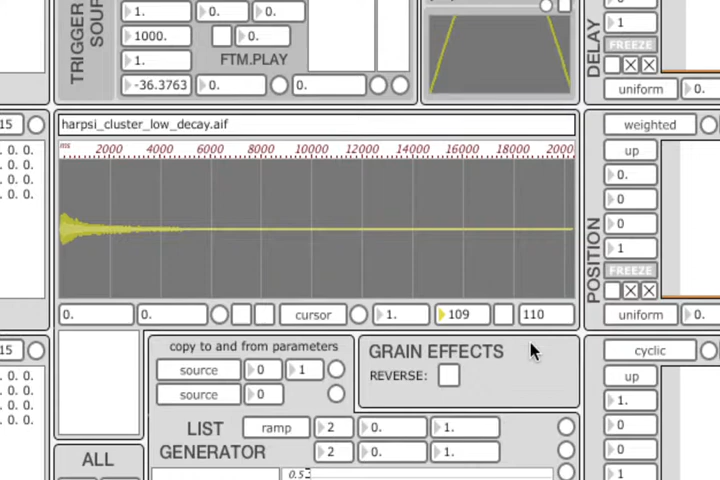 TRIGGER
SOUR
1.
0.
0.
1000.
0.
1.
FTM.PLAY
-36.3763
0.
0.
DELAY
0
1
FREEZE
uniform
0.
15
0. 0.
0. 0.
0. 0.
0. 0.
harpsi_cluster_low_decay.aif
ms 2000 4000 6000 8000 10000 12000 14000 16000 18000 2000
0.
0.
cursor
1.
109
110
POSITION
weighted
up
0.
0
0
1
FREEZE
uniform
0.
15
0. 0.
0. 0.
0. 0.
0. 0.
copy to and from parameters
source
0
1
source
0
GRAIN EFFECTS
REVERSE:
LIST
GENERATOR
ramp
2
0.
1.
2
0.
1.
ALL
cyclic
up
1.
0
0
1